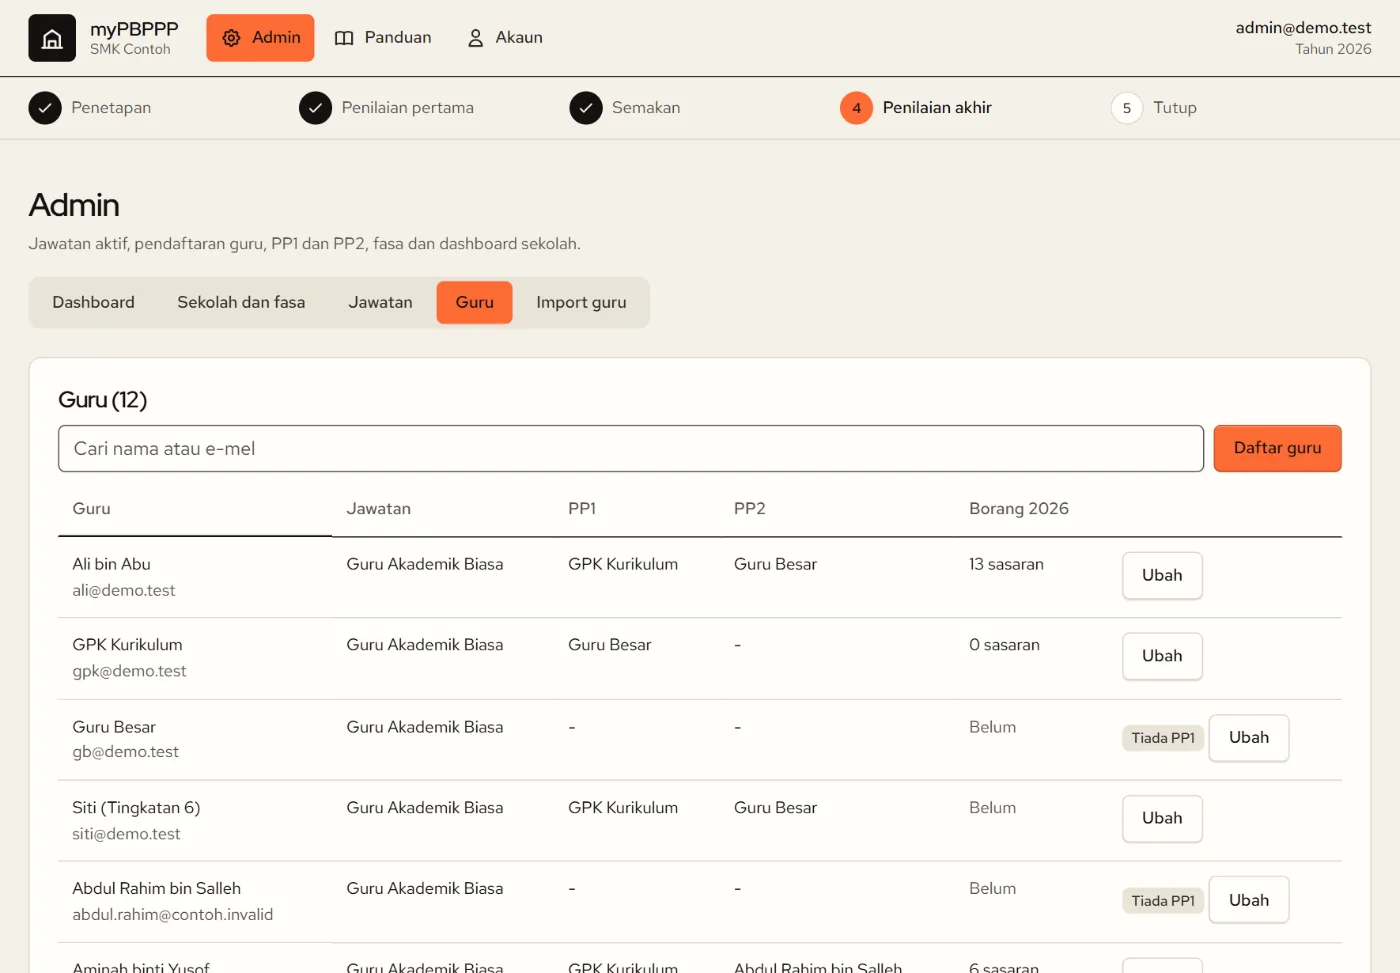 myPBPPP
SMK Contoh
Admin
Panduan
Akaun
admin@demo.test
Tahun 2026
Penetapan
Penilaian pertama
Semakan
4 Penilaian akhir
5 Tutup
Admin
Jawatan aktif, pendaftaran guru, PP1 dan PP2, fasa dan dashboard sekolah.
Dashboard
Sekolah dan fasa
Jawatan
Guru
Import guru
Guru (12)
Cari nama atau e-mel
Daftar guru
Guru Jawatan PP1 PP2 Borang 2026
Ali bin Abu Guru Akademik Biasa GPK Kurikulum Guru Besar 13 sasaran Ubah
ali@demo.test
GPK Kurikulum Guru Akademik Biasa Guru Besar - 0 sasaran Ubah
gpk@demo.test
Guru Besar Guru Akademik Biasa - - Belum Tiada PP1 Ubah
gb@demo.test
Siti (Tingkatan 6) Guru Akademik Biasa GPK Kurikulum Guru Besar Belum Ubah
siti@demo.test
Abdul Rahim bin Salleh Guru Akademik Biasa - - Belum Tiada PP1 Ubah
abdul.rahim@contoh.invalid
Aminah binti Yusof Guru Akademik Biasa GPK Kurikulum Abdul Rahim bin Salleh 6 sasaran